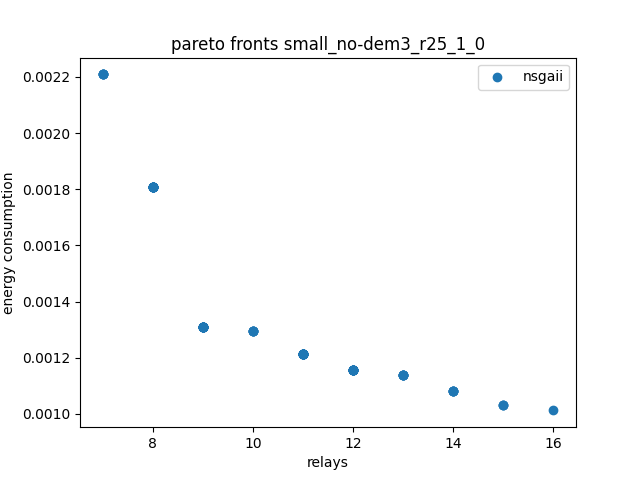 pareto fronts small_no-dem3_r25_1_0
nsgaii
energy consumption
0.0022
0.0020
0.0018
0.0016
0.0014
0.0012
0.0010
8 10 12 14 16
relays